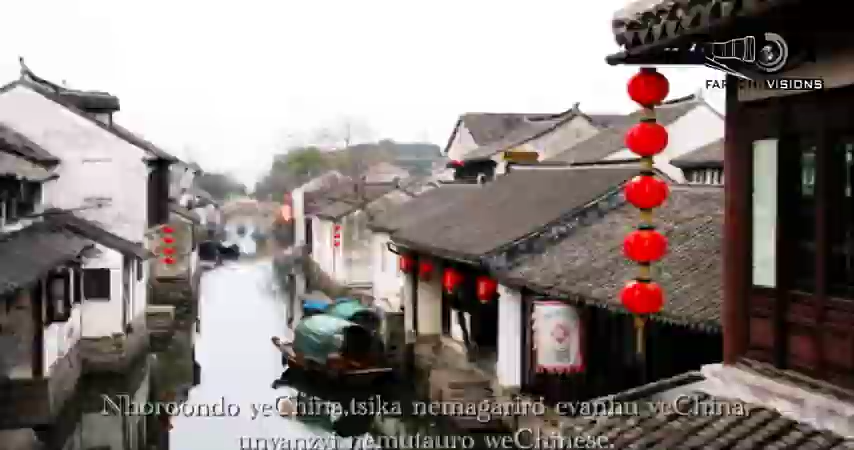 VISIONS
Nhoroondo yeChina,tsika nemagariro evanhu veChina,
unyanzvi nemutauro weChinese.